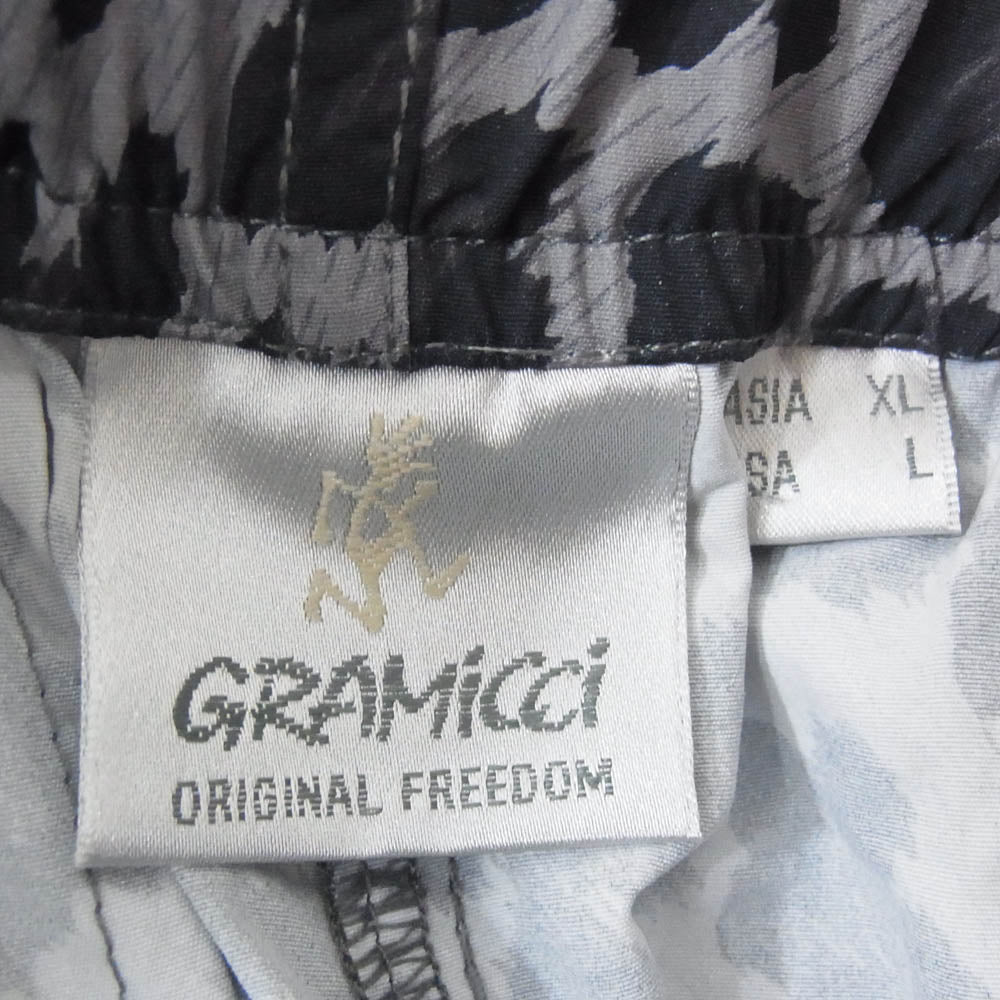 GRAMiCCi
ORIGINAL FREEDOM
ASIA XL
SA L